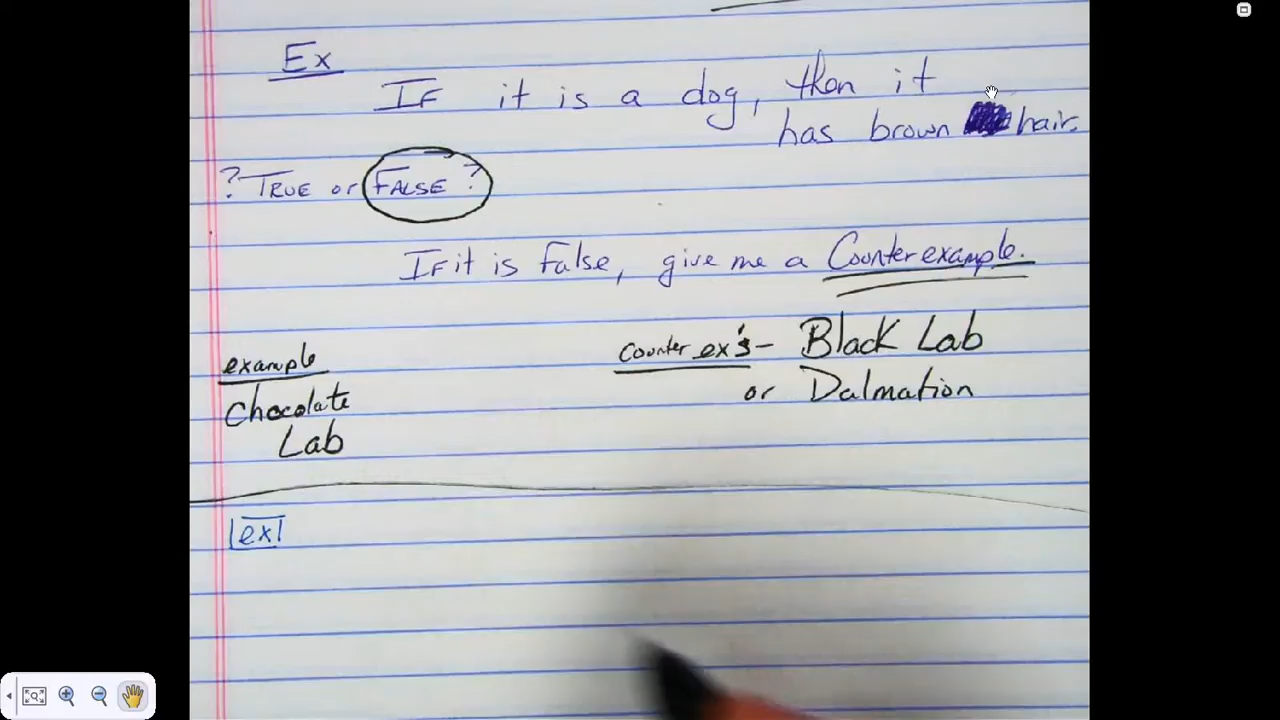 Ex
IF it is a dog, then it
has brown hair.
? TRUE or FALSE ?
IF it is False, give me a Counterexample.
example
Chocolate
Lab
Counter ex's - Black Lab
or Dalmation
ex